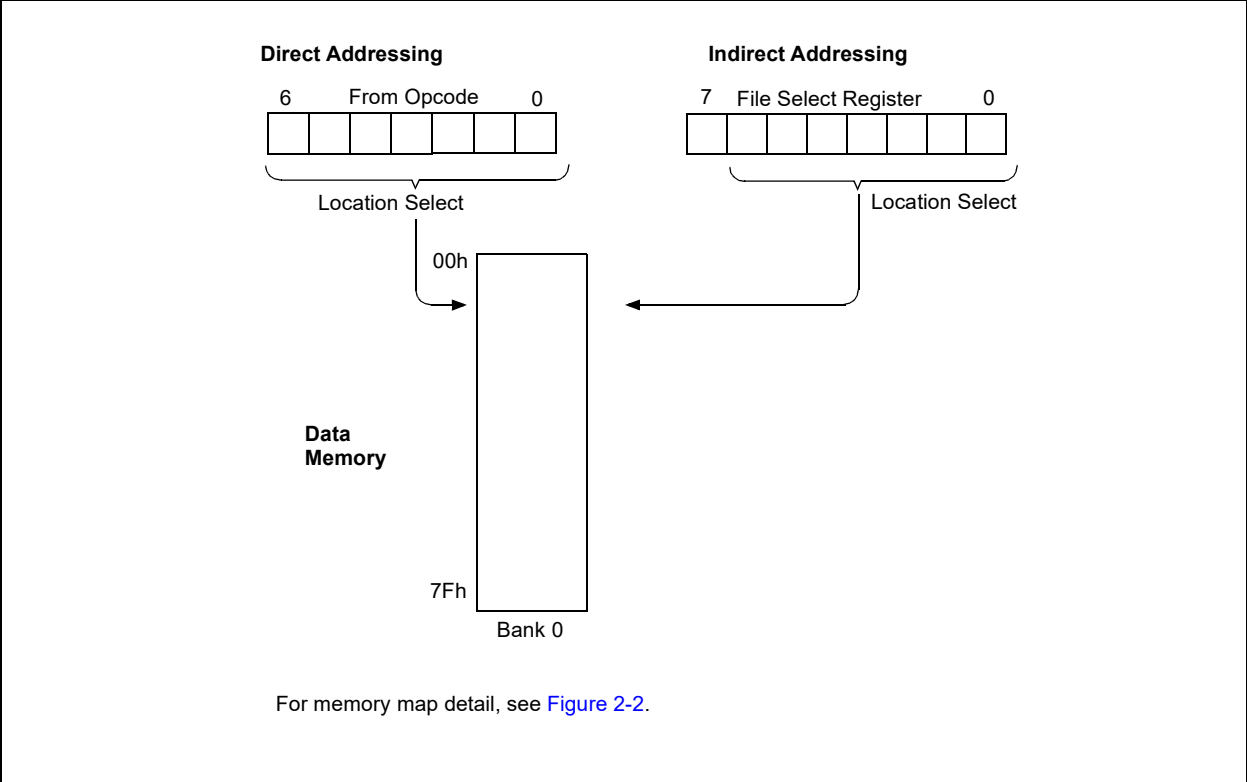 Direct Addressing
Indirect Addressing
6 From Opcode 0
7 File Select Register 0
Location Select
Location Select
00h
Data
Memory
7Fh
Bank 0
For memory map detail, see Figure 2-2.